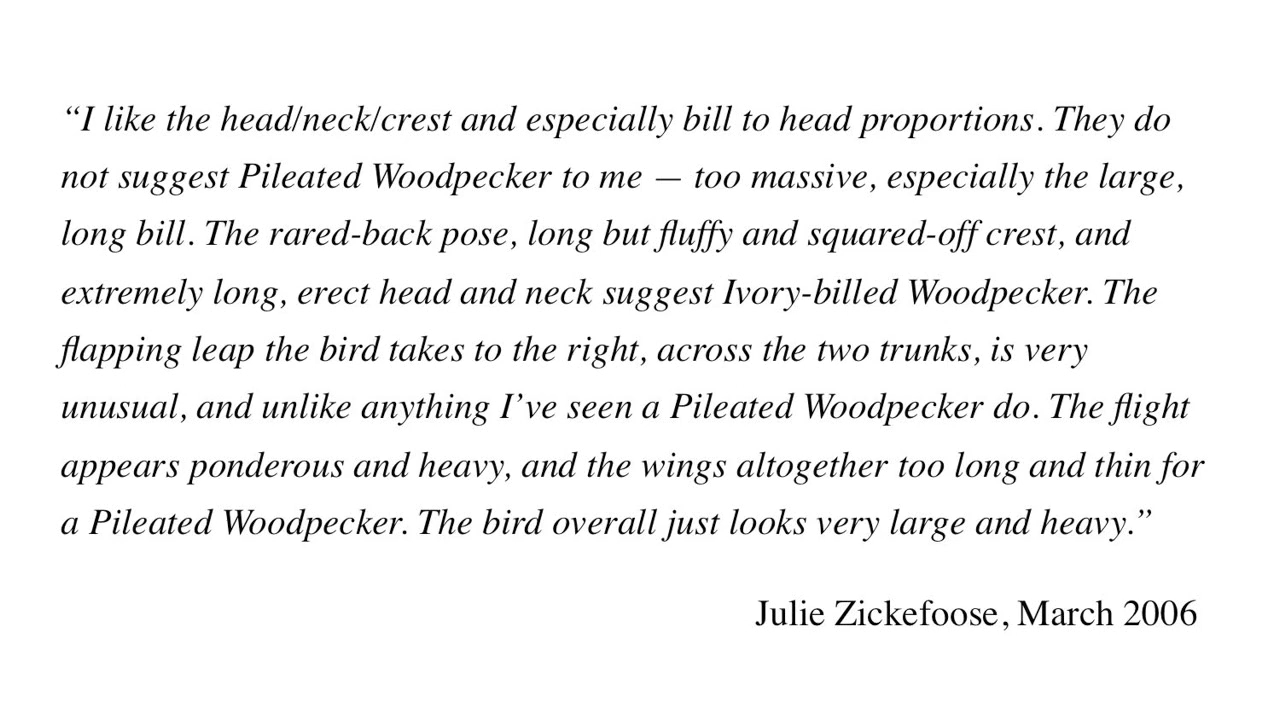 “I like the head/neck/crest and especially bill to head proportions. They do
not suggest Pileated Woodpecker to me — too massive, especially the large,
long bill. The rared-back pose, long but fluffy and squared-off crest, and
extremely long, erect head and neck suggest Ivory-billed Woodpecker. The
flapping leap the bird takes to the right, across the two trunks, is very
unusual, and unlike anything I’ve seen a Pileated Woodpecker do. The flight
appears ponderous and heavy, and the wings altogether too long and thin for
a Pileated Woodpecker. The bird overall just looks very large and heavy.”
Julie Zickefoose, March 2006